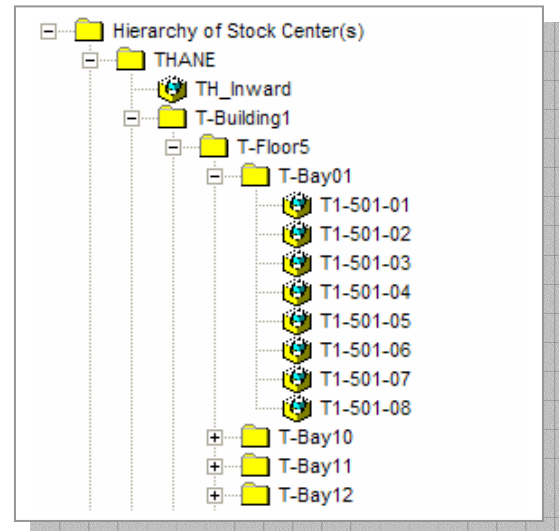 Hierarchy of Stock Center(s)
THANE
TH_Inward
T-Building1
T-Floor5
T-Bay01
T1-501-01
T1-501-02
T1-501-03
T1-501-04
T1-501-05
T1-501-06
T1-501-07
T1-501-08
T-Bay10
T-Bay11
T-Bay12